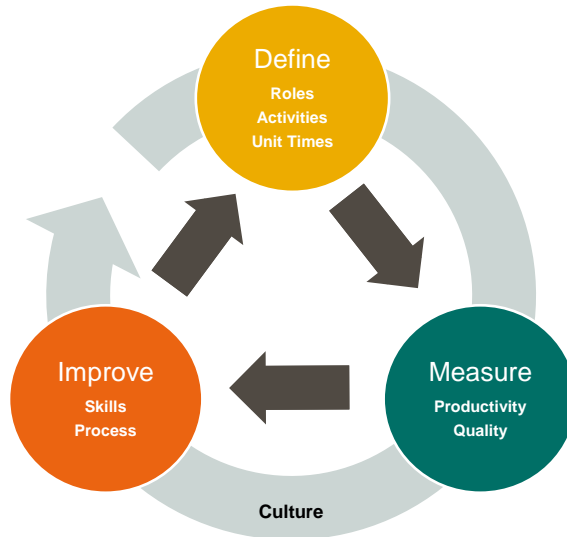 Define
Roles
Activities
Unit Times
Improve
Skills
Process
Measure
Productivity
Quality
Culture